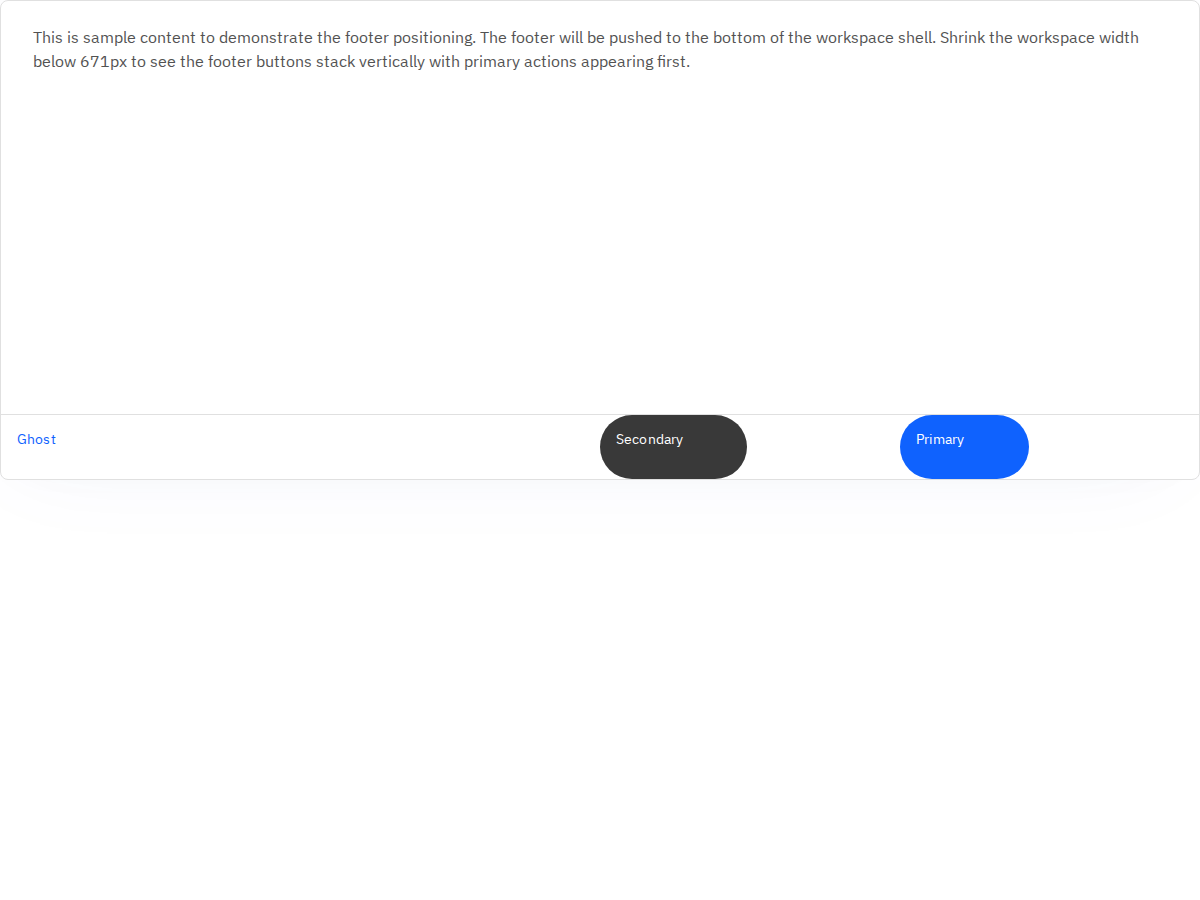 This is sample content to demonstrate the footer positioning. The footer will be pushed to the bottom of the workspace shell. Shrink the workspace width
below 671px to see the footer buttons stack vertically with primary actions appearing first.
Ghost
Secondary
Primary